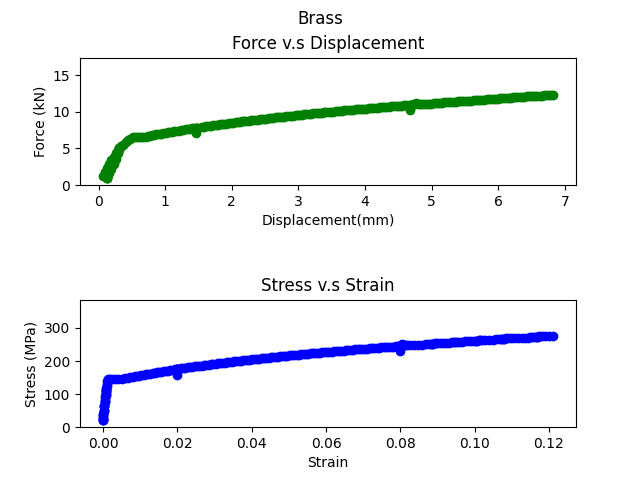 Brass
Force v.s Displacement
Force (kN)
15
10
5
0
0 1 2 3 4 5 6 7
Displacement(mm)
Stress v.s Strain
Stress (MPa)
300
200
100
0
0.00 0.02 0.04 0.06 0.08 0.10 0.12
Strain